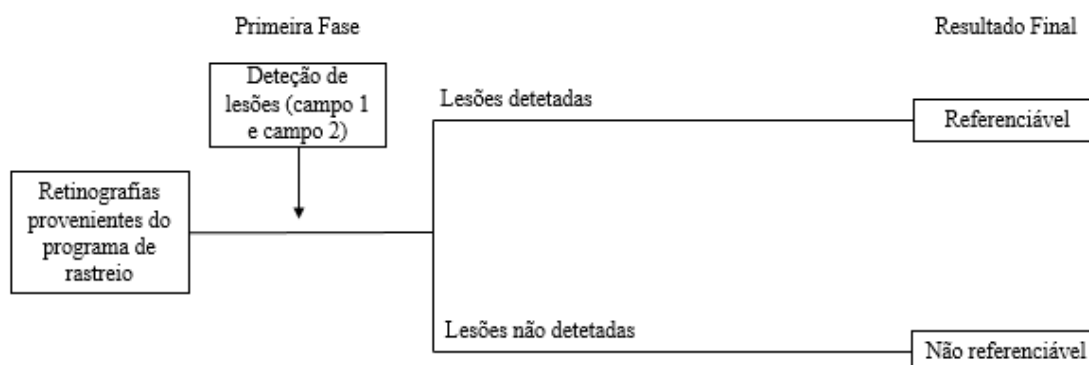 Primeira Fase
Resultado Final
Deteção de
lesões (campo 1
e campo 2)
Lesões detetadas
Referenciável
Retinografias
provenientes do
programa de
rastreio
Lesões não detetadas
Não referenciável